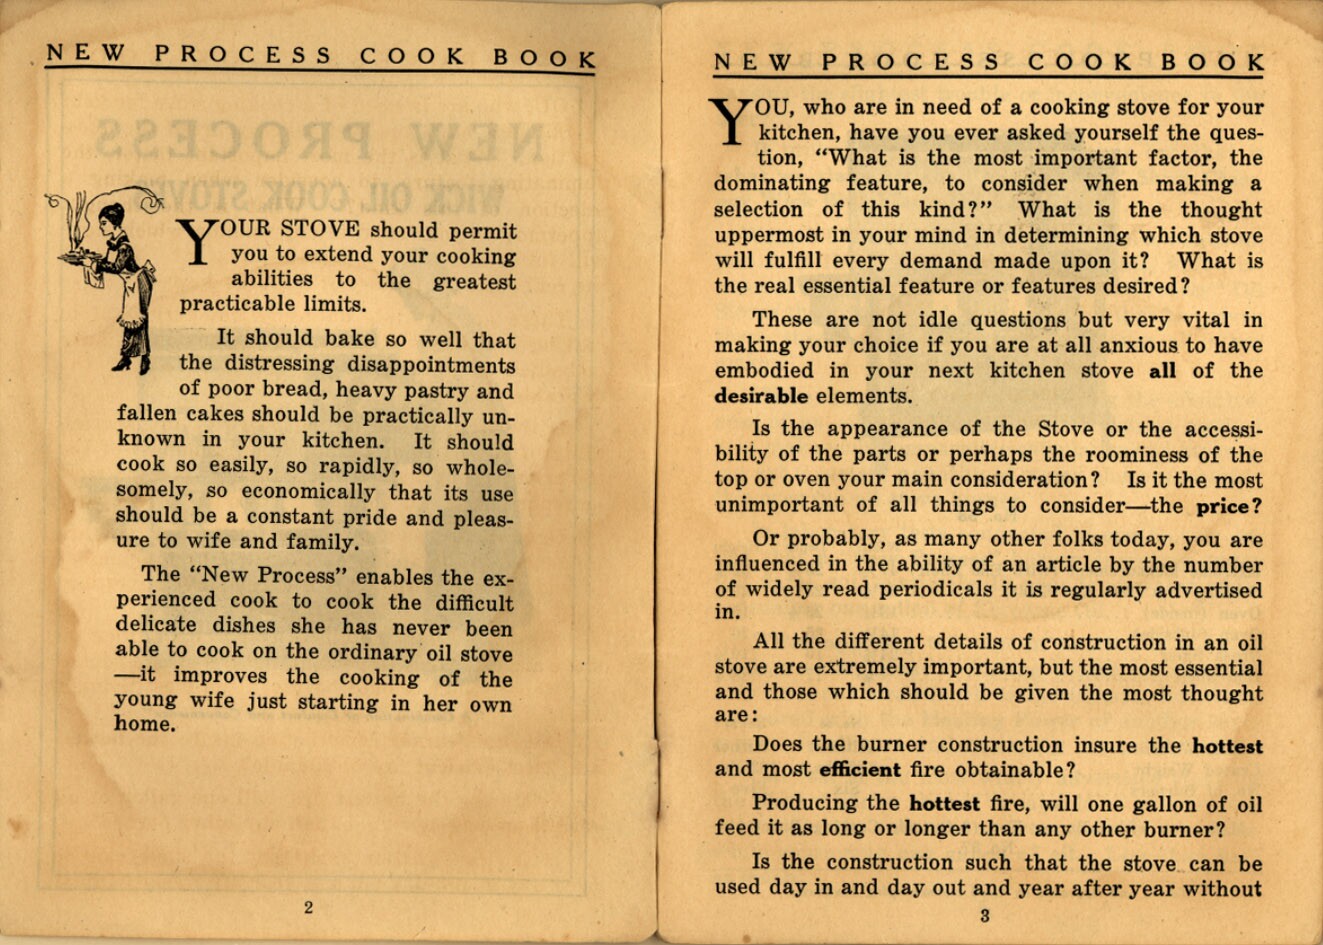 NEW PROCESS COOK BOOK
YOUR STOVE should permit
you to extend your cooking
abilities to the greatest
practicable limits.
It should bake so well that
the distressing disappointments
of poor bread, heavy pastry and
fallen cakes should be practically un-
known in your kitchen. It should
cook so easily, so rapidly, so whole-
somely, so economically that its use
should be a constant pride and pleas-
ure to wife and family.
The "New Process" enables the ex-
perienced cook to cook the difficult
delicate dishes she has never been
able to cook on the ordinary oil stove
—it improves the cooking of the
young wife just starting in her own
home.
2
NEW PROCESS COOK BOOK
YOU, who are in need of a cooking stove for your
kitchen, have you ever asked yourself the ques-
tion, "What is the most important factor, the
dominating feature, to consider when making a
selection of this kind?" What is the thought
uppermost in your mind in determining which stove
will fulfill every demand made upon it? What is
the real essential feature or features desired?
These are not idle questions but very vital in
making your choice if you are at all anxious to have
embodied in your next kitchen stove all of the
desirable elements.
Is the appearance of the Stove or the accessi-
bility of the parts or perhaps the roominess of the
top or oven your main consideration? Is it the most
unimportant of all things to consider—the price?
Or probably, as many other folks today, you are
influenced in the ability of an article by the number
of widely read periodicals it is regularly advertised
in.
All the different details of construction in an oil
stove are extremely important, but the most essential
and those which should be given the most thought
are:
Does the burner construction insure the hottest
and most efficient fire obtainable?
Producing the hottest fire, will one gallon of oil
feed it as long or longer than any other burner?
Is the construction such that the stove can be
used day in and day out and year after year without
3